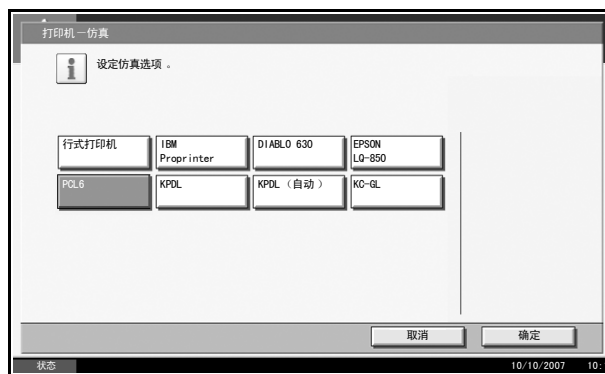 打印机－仿真
设定仿真选项 。
行式打印机
IBM
Proprinter
DIABLO 630
EPSON
LQ-850
PCL6
KPDL
KPDL （自动 ）
KC-GL
取消
确定
状态
10/10/2007 10: